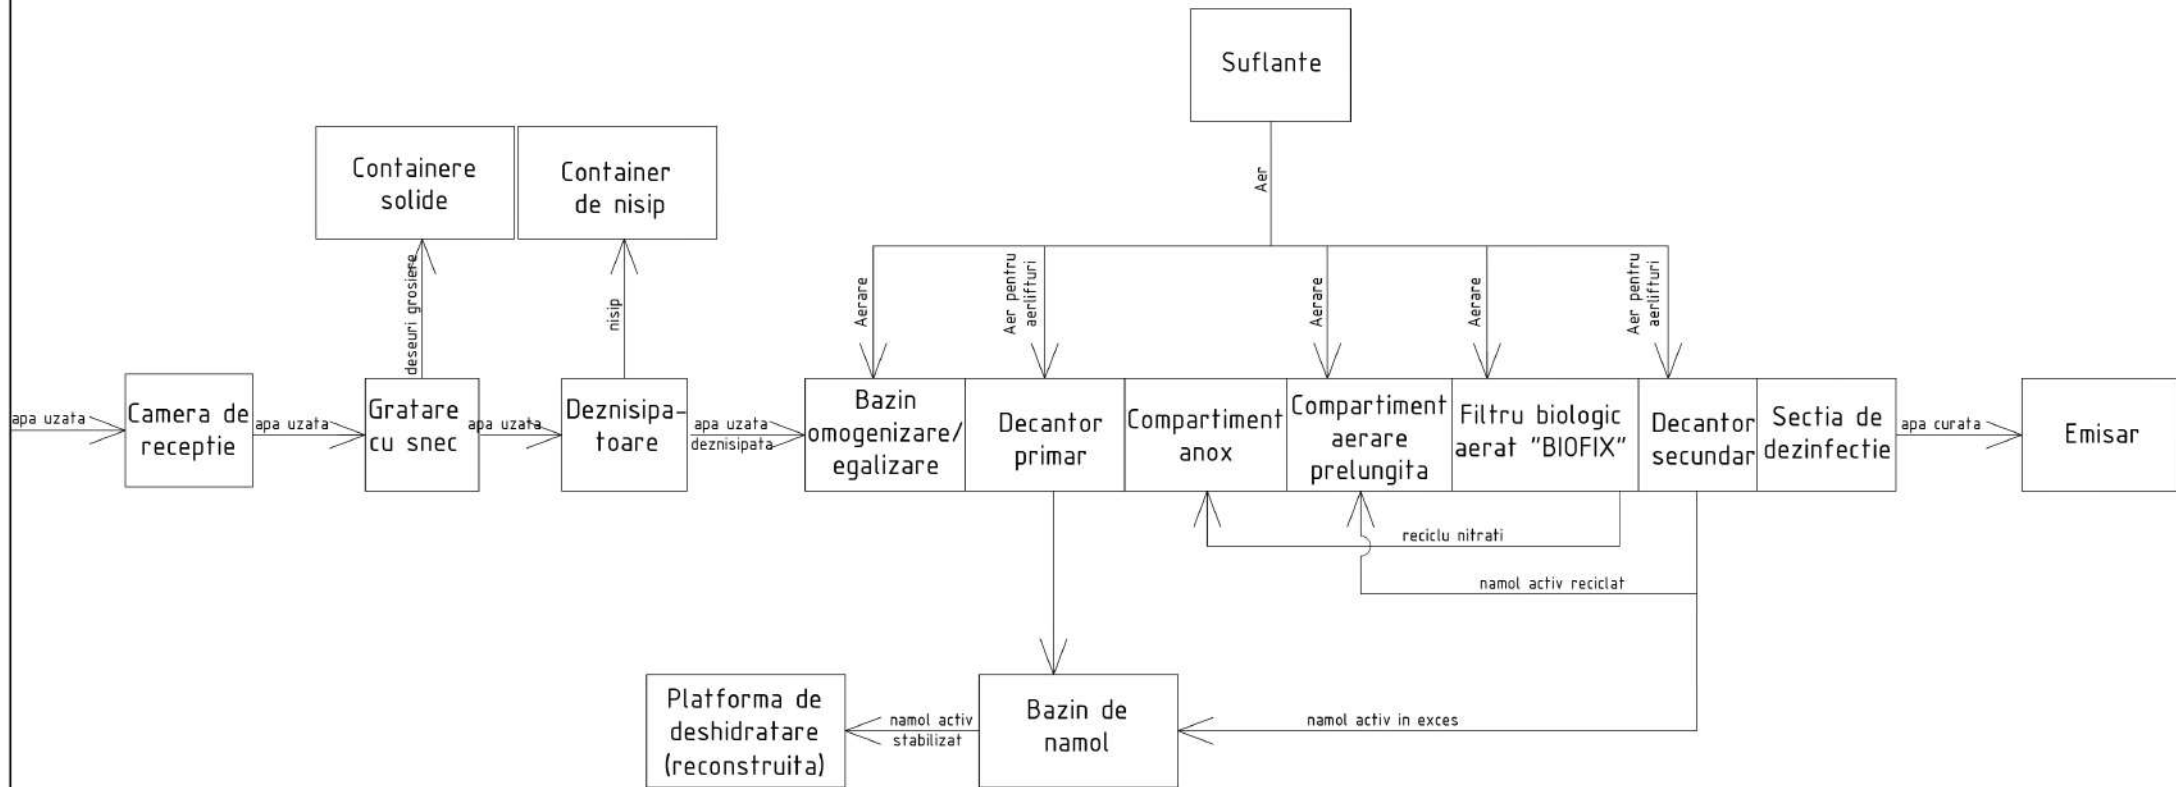 Suflante
Aer
Containere
solide
Container
de nisip
deseuri grosiere
nisip
Aerare
Aer pentru
aerlifturi
Aerare
Aerare
Aer pentru
aerlifturi
apa uzata
Camera de
receptie
apa uzata
Gratare
cu snec
apa uzata
Deznisipa-
toare
apa uzata
deznisipata
Bazin
omogenizare/
egalizare
Decantor
primar
Compartiment
anox
Compartiment
aerare
prelungita
Filtru biologic
aerat "BIOFIX"
Decantor
secundar
Sectia de
dezinfectie
apa curata
Emisar
reciclu nitrati
namol activ reciclat
Platforma de
deshidratare
(reconstruita)
namol activ
stabilizat
Bazin de
namol
namol activ in exces